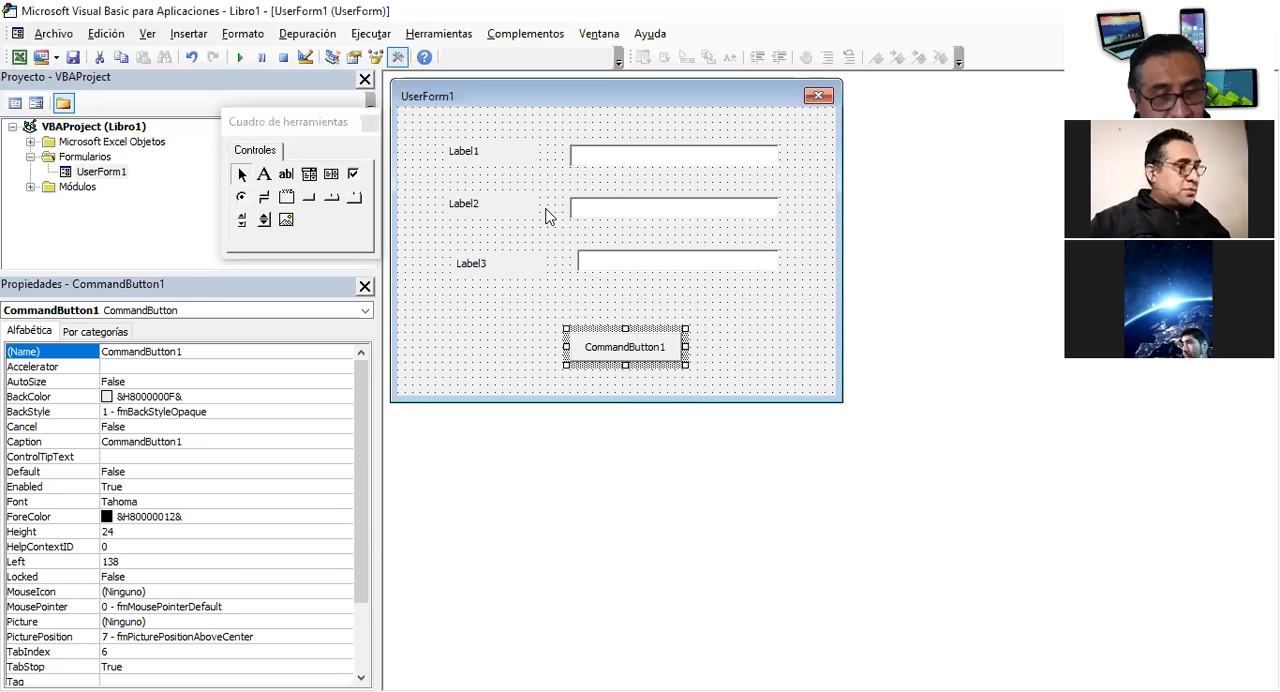 Microsoft Visual Basic para Aplicaciones - Libro1 - [UserForm1 (UserForm)]
Archivo Edición Ver Insertar Formato Depuración Ejecutar Herramientas Complementos Ventana Ayuda
Proyecto - VBAProject
VBAProject (Libro1)
Microsoft Excel Objetos
Formularios
UserForm1
Módulos
Cuadro de herramientas
Controles
A ab|
UserForm1
Label1
Label2
Label3
CommandButton1
Propiedades - CommandButton1
CommandButton1 CommandButton
Alfabética Por categorías
(Name) CommandButton1
Accelerator
AutoSize False
BackColor &H8000000F&
BackStyle 1 - fmBackStyleOpaque
Cancel False
Caption CommandButton1
ControlTipText
Default False
Enabled True
Font Tahoma
ForeColor &H80000012&
Height 24
HelpContextID 0
Left 138
Locked False
MouseIcon (Ninguno)
MousePointer 0 - fmMousePointerDefault
Picture (Ninguno)
PicturePosition 7 - fmPicturePositionAboveCenter
TabIndex 6
TabStop True
Tag